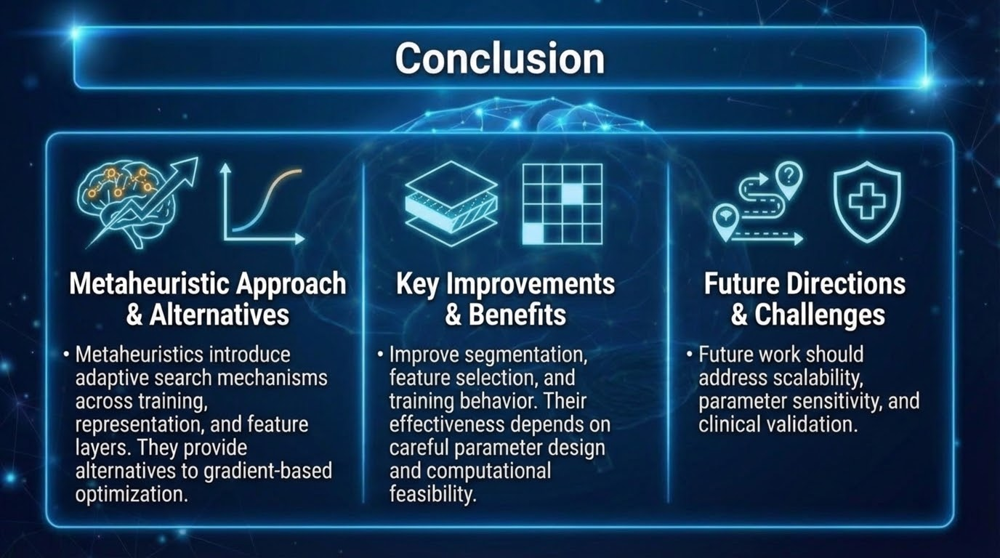 Conclusion
Metaheuristic Approach
& Alternatives
• Metaheuristics introduce
adaptive search mechanisms
across training,
representation, and feature
layers. They provide
alternatives to gradient-based
optimization.
Key Improvements
& Benefits
• Improve segmentation,
feature selection, and
training behavior. Their
effectiveness depends on
careful parameter design
and computational
feasibility.
?
Future Directions
& Challenges
• Future work should
address scalability,
parameter sensitivity, and
clinical validation.